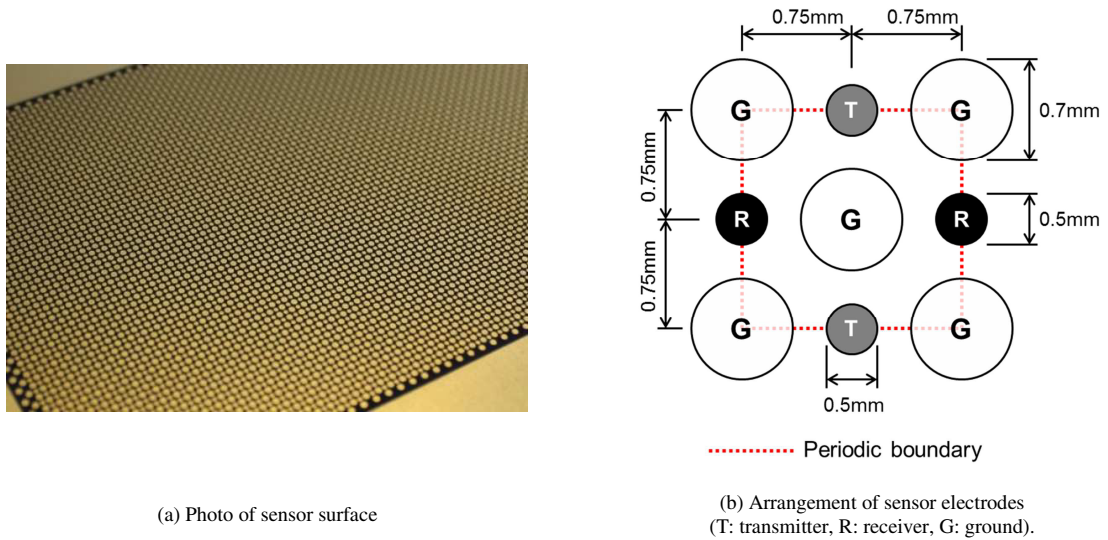 0.75mm 0.75mm
G T G
0.7mm
0.75mm
R G R
0.5mm
0.75mm
G T G
0.5mm
Periodic boundary
(a) Photo of sensor surface
(b) Arrangement of sensor electrodes
(T: transmitter, R: receiver, G: ground).